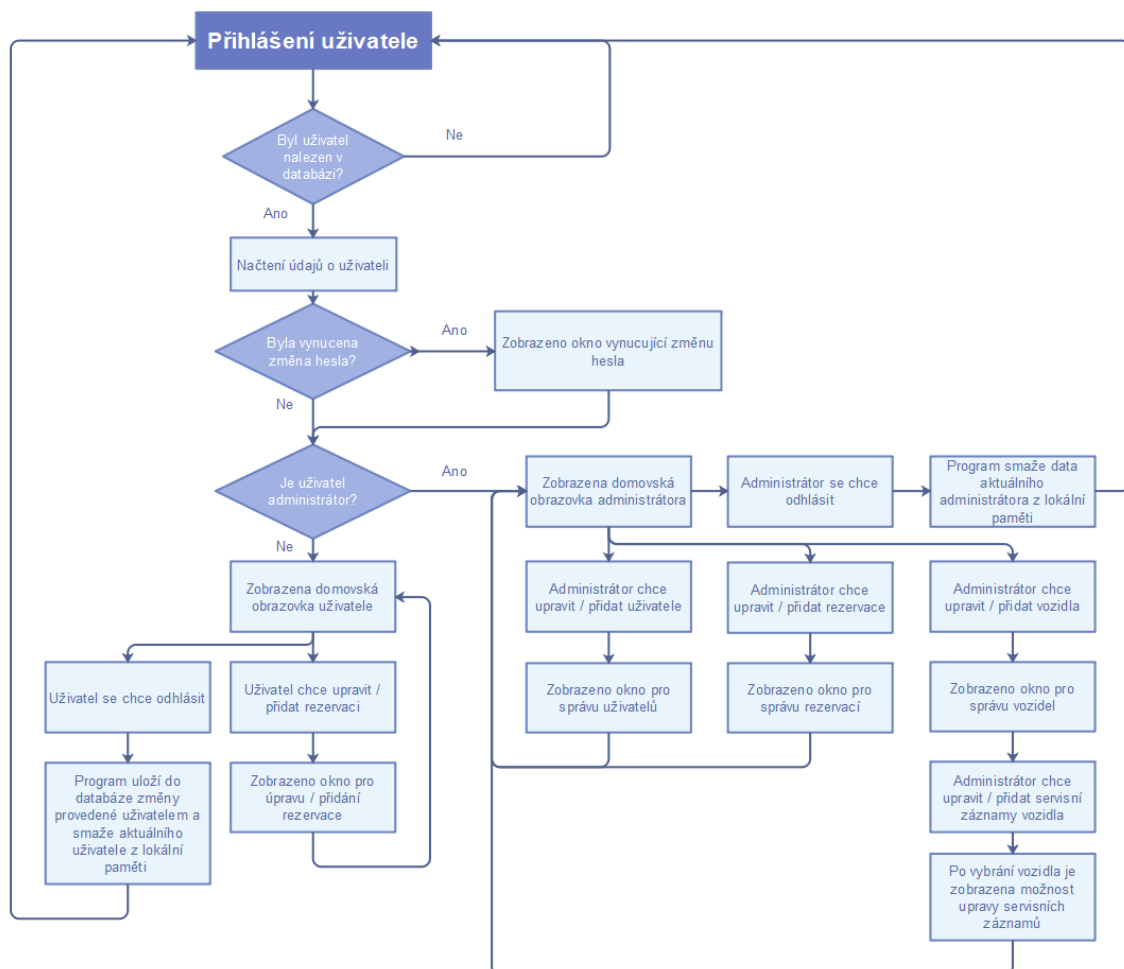 Přihlášení uživatele
Byl uživatel
nalezen v
databázi?
Ne
Ano
Načtení údajů o uživateli
Byla vynucena
změna hesla?
Ano
Zobrazeno okno vynucující změnu
hesla
Ne
Je uživatel
administrátor?
Ano
Zobrazena domovská
obrazovka administrátora
Administrátor se chce
odhlásit
Program smaže data
aktuálního
administrátora z lokální
paměti
Ne
Zobrazena domovská
obrazovka uživatele
Administrátor chce
upravit / přidat uživatele
Administrátor chce
upravit / přidat rezervace
Administrátor chce
upravit / přidat vozidla
Uživatel se chce odhlásit
Uživatel chce upravit /
přidat rezervaci
Zobrazeno okno pro
správu uživatelů
Zobrazeno okno pro
správu rezervací
Zobrazeno okno pro
správu vozidel
Program uloží do
databáze změny
provedené uživatelem a
smaže aktuálního
uživatele z lokální
paměti
Zobrazeno okno pro
úpravu / přidání
rezervace
Administrátor chce
upravit / přidat servisní
záznamy vozidla
Po vybrání vozidla je
zobrazena možnost
upravy servisních
záznamů